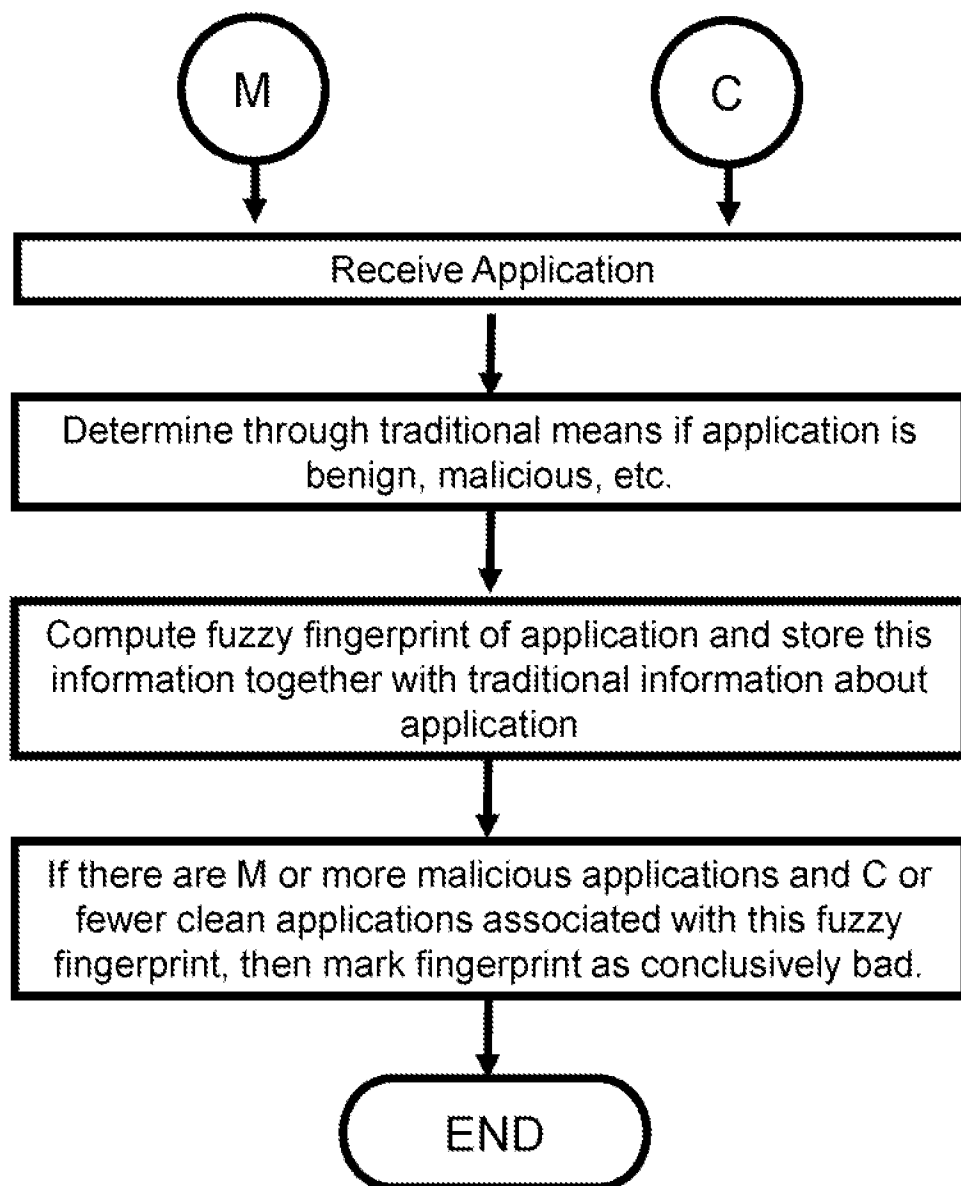 M
C
Receive Application
Determine through traditional means if application is
benign, malicious, etc.
Compute fuzzy fingerprint of application and store this
information together with traditional information about
application
If there are M or more malicious applications and C or
fewer clean applications associated with this fuzzy
fingerprint, then mark fingerprint as conclusively bad.
END